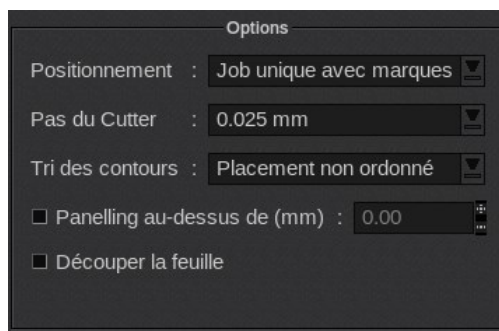 Options
Positionnement : Job unique avec marques
Pas du Cutter : 0.025 mm
Tri des contours : Placement non ordonné
Panelling au-dessus de (mm) : 0.00
Découper la feuille